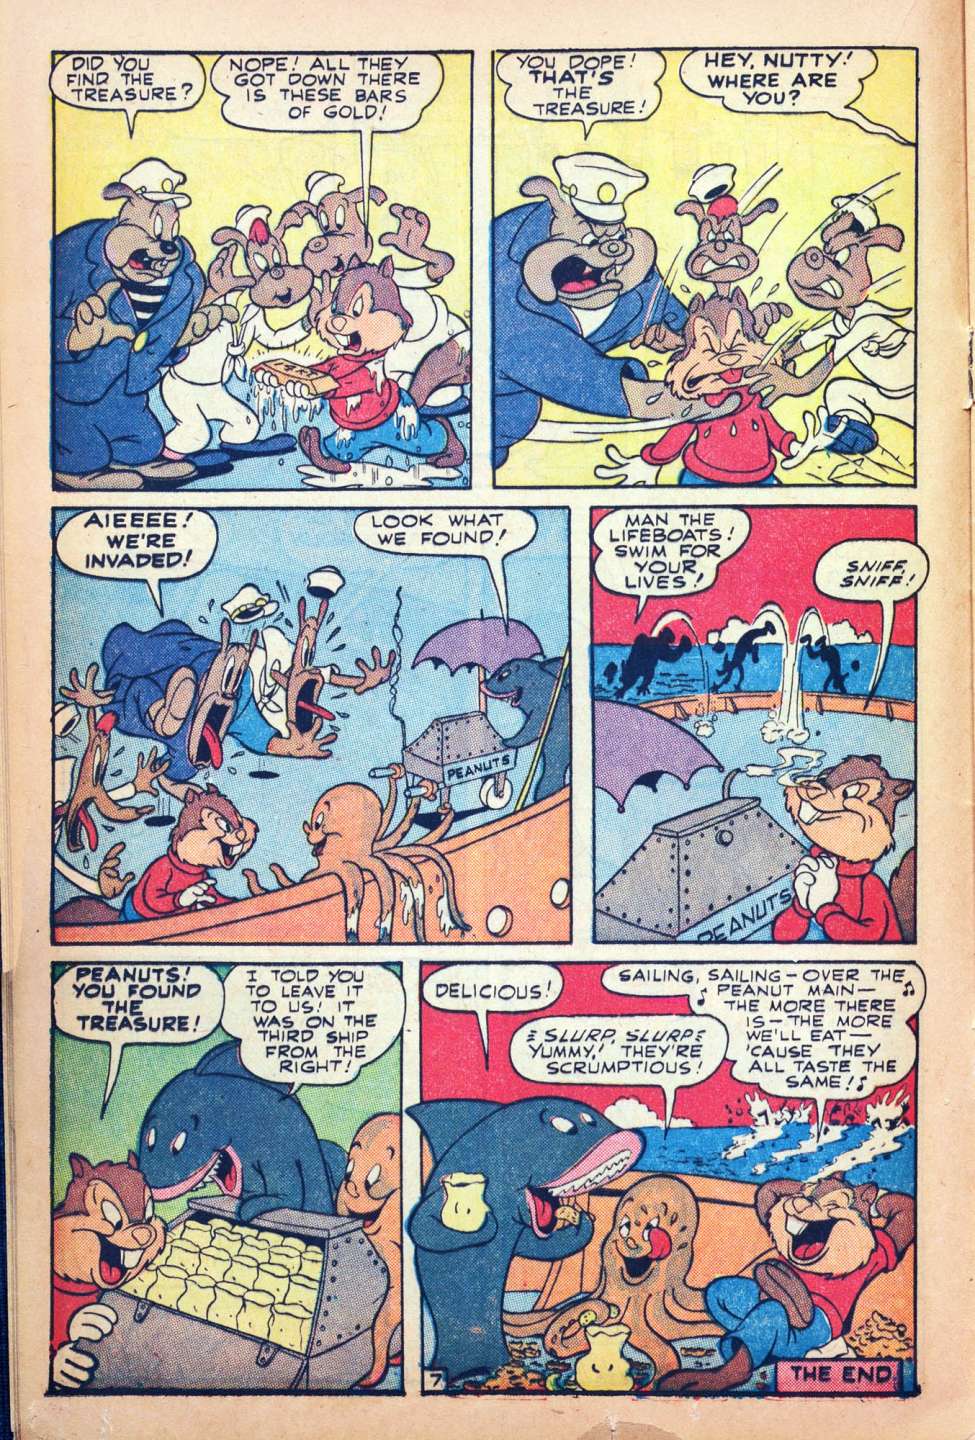 DID YOU
FIND THE
TREASURE?
NOPE! ALL THEY
GOT DOWN THERE
IS THESE BARS
OF GOLD!
YOU DOPE!
THAT'S
THE
TREASURE!
HEY, NUTTY!
WHERE ARE
YOU?
AIEEEE!
WE'RE
INVADED!
LOOK WHAT
WE FOUND!
PEANUTS
MAN THE
LIFEBOATS!
SWIM FOR
YOUR
LIVES!
SNIFF,
SNIFF!
PEANUTS
PEANUTS!
YOU FOUND
THE
TREASURE!
I TOLD YOU
TO LEAVE IT
TO US! IT
WAS ON THE
THIRD SHIP
FROM THE
RIGHT!
DELICIOUS!
SLURP, SLURP
YUMMY! THEY'RE
SCRUMPTIOUS!
SAILING, SAILING — OVER THE
PEANUT MAIN —
THE MORE THERE
IS — THE MORE
WE'LL EAT —
'CAUSE THEY
ALL TASTE THE
SAME!
7
THE END